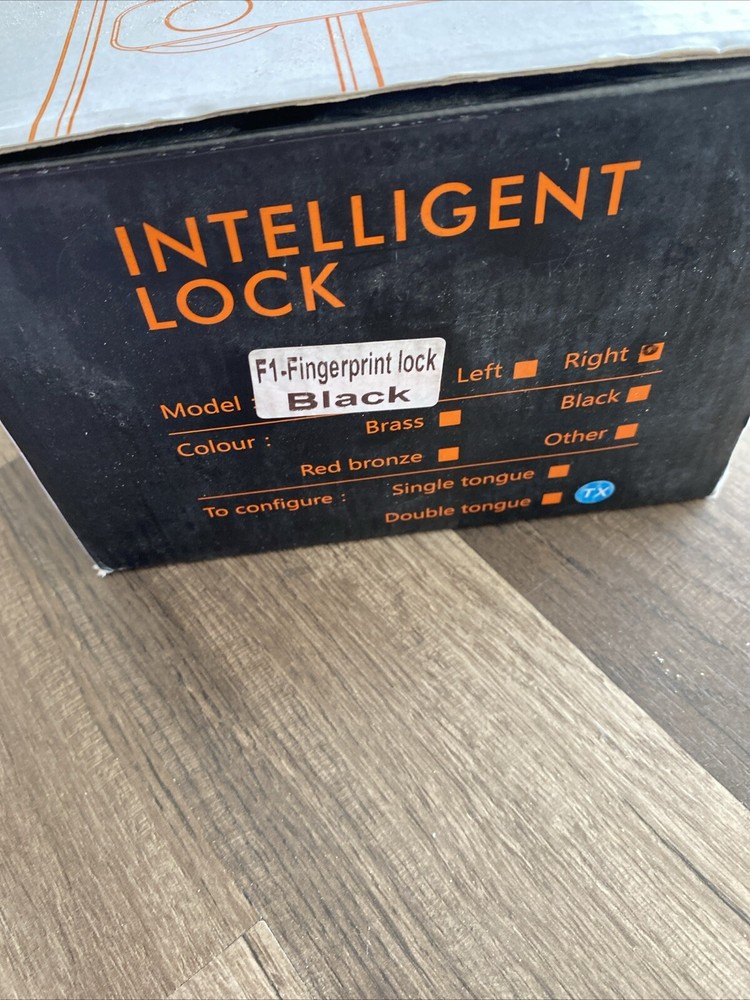 INTELLIGENT
LOCK
F1-Fingerprint lock
Black
Model :
Left
Right
Colour :
Brass
Black
Red bronze
Other
To configure :
Single tongue
Double tongue
TX